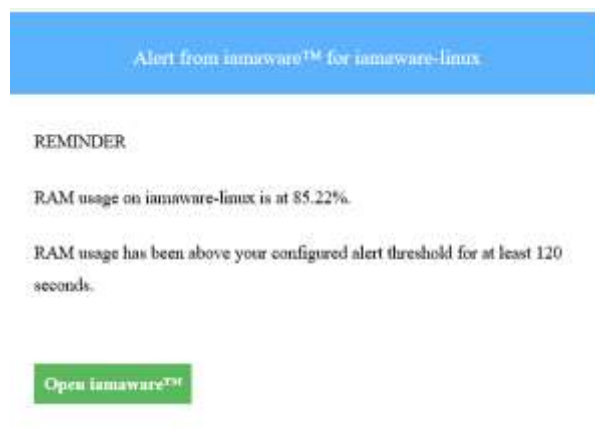 Alert from iamaware™ for iamaware-linux
REMINDER
RAM usage on iamaware-linux is at 85.22%.
RAM usage has been above your configured alert threshold for at least 120
seconds.
Open iamaware™